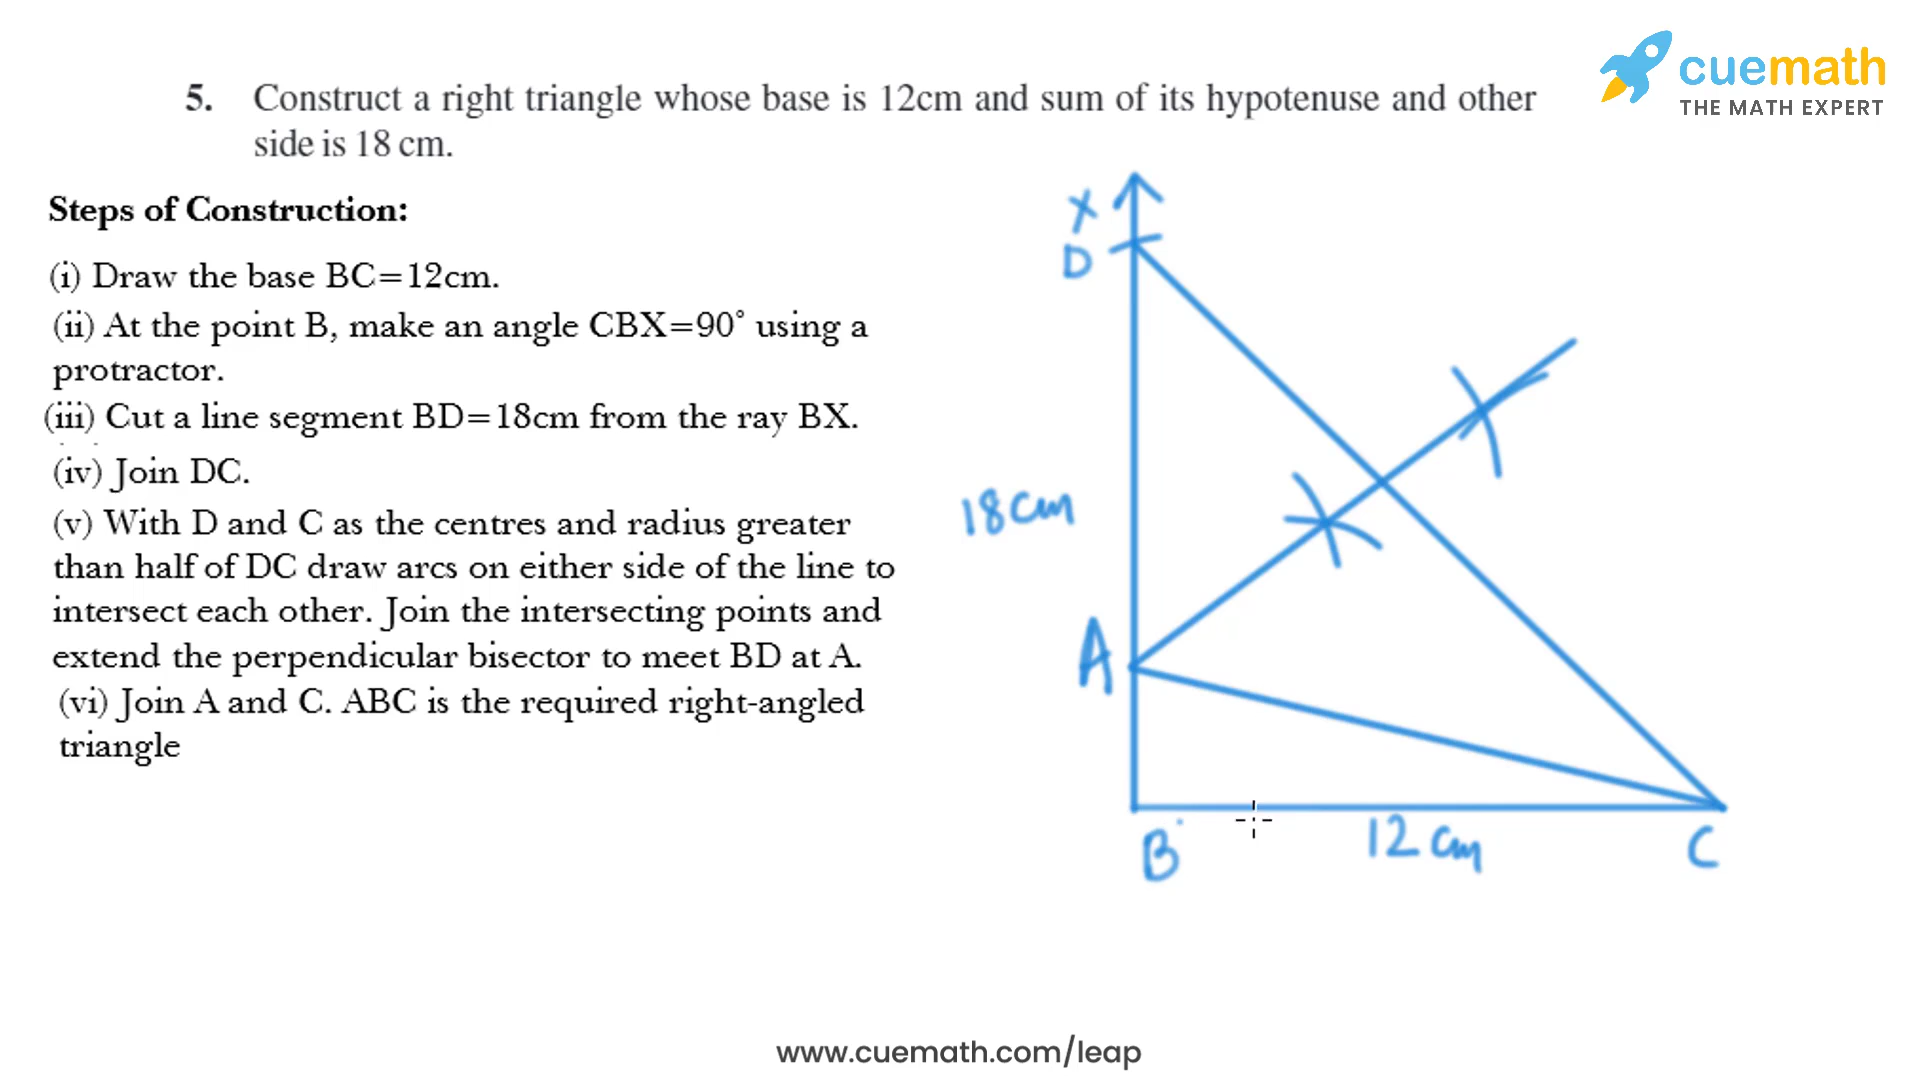 cuemath
THE MATH EXPERT
5. Construct a right triangle whose base is 12cm and sum of its hypotenuse and other
side is 18 cm.
Steps of Construction:
(i) Draw the base BC=12cm.
(ii) At the point B, make an angle CBX=90° using a
protractor.
(iii) Cut a line segment BD=18cm from the ray BX.
(iv) Join DC.
(v) With D and C as the centres and radius greater
than half of DC draw arcs on either side of the line to
intersect each other. Join the intersecting points and
extend the perpendicular bisector to meet BD at A.
(vi) Join A and C. ABC is the required right-angled
triangle
X
D
18cm
A
B
12 cm
C
www.cuemath.com/leap